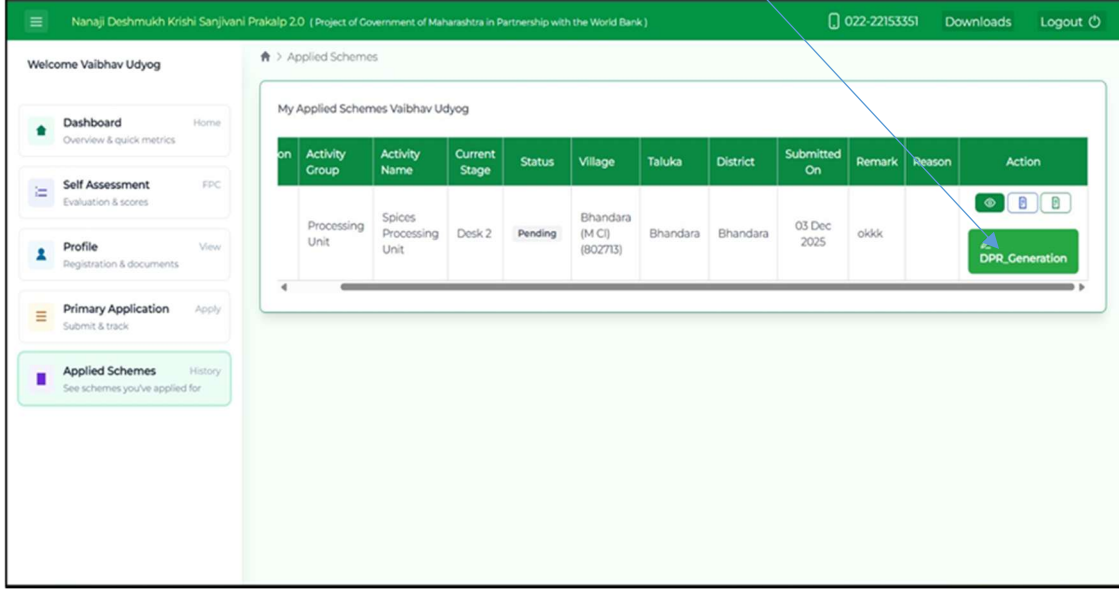 Nanaji Deshmukh Krishi Sanjivani Prakalp 2.0 ( Project of Government of Maharashtra in Partnership with the World Bank )
022-22153351
Downloads
Logout
Welcome Vaibhav Udyog
Dashboard
Home
Overview & quick metrics
Self Assessment
FPC
Evaluation & scores
Profile
View
Registration & documents
Primary Application
Apply
Submit & track
Applied Schemes
History
See schemes you've applied for
> Applied Schemes
My Applied Schemes Vaibhav Udyog
on
Activity
Group
Activity
Name
Current
Stage
Status
Village
Taluka
District
Submitted
On
Remark
Reason
Action
Processing
Unit
Spices
Processing
Unit
Desk 2
Pending
Bhandara
(M Cl)
(802713)
Bhandara
Bhandara
03 Dec
2025
okkk
DPR_Generation